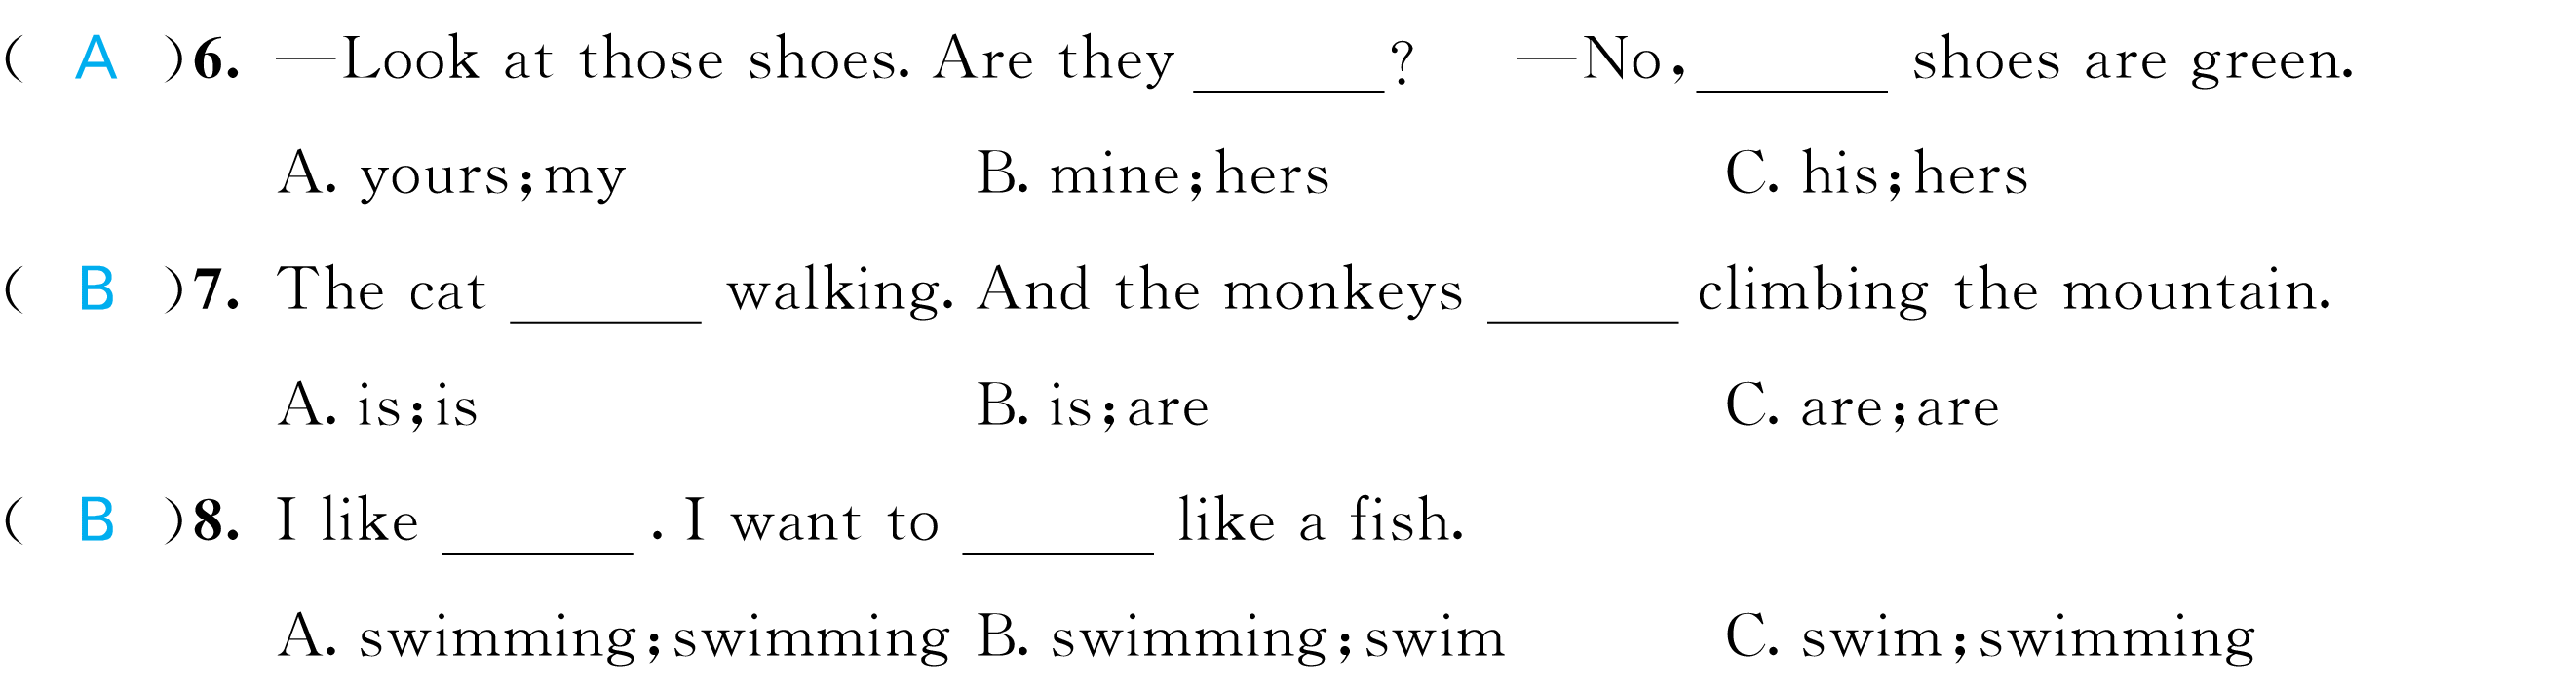 ( A )6. —Look at those shoes. Are they ______? —No, ______ shoes are green.
A. yours;my B. mine;hers C. his;hers
( B )7. The cat ______ walking. And the monkeys ______ climbing the mountain.
A. is;is B. is;are C. are;are
( B )8. I like ______ . I want to ______ like a fish.
A. swimming;swimming B. swimming;swim C. swim;swimming